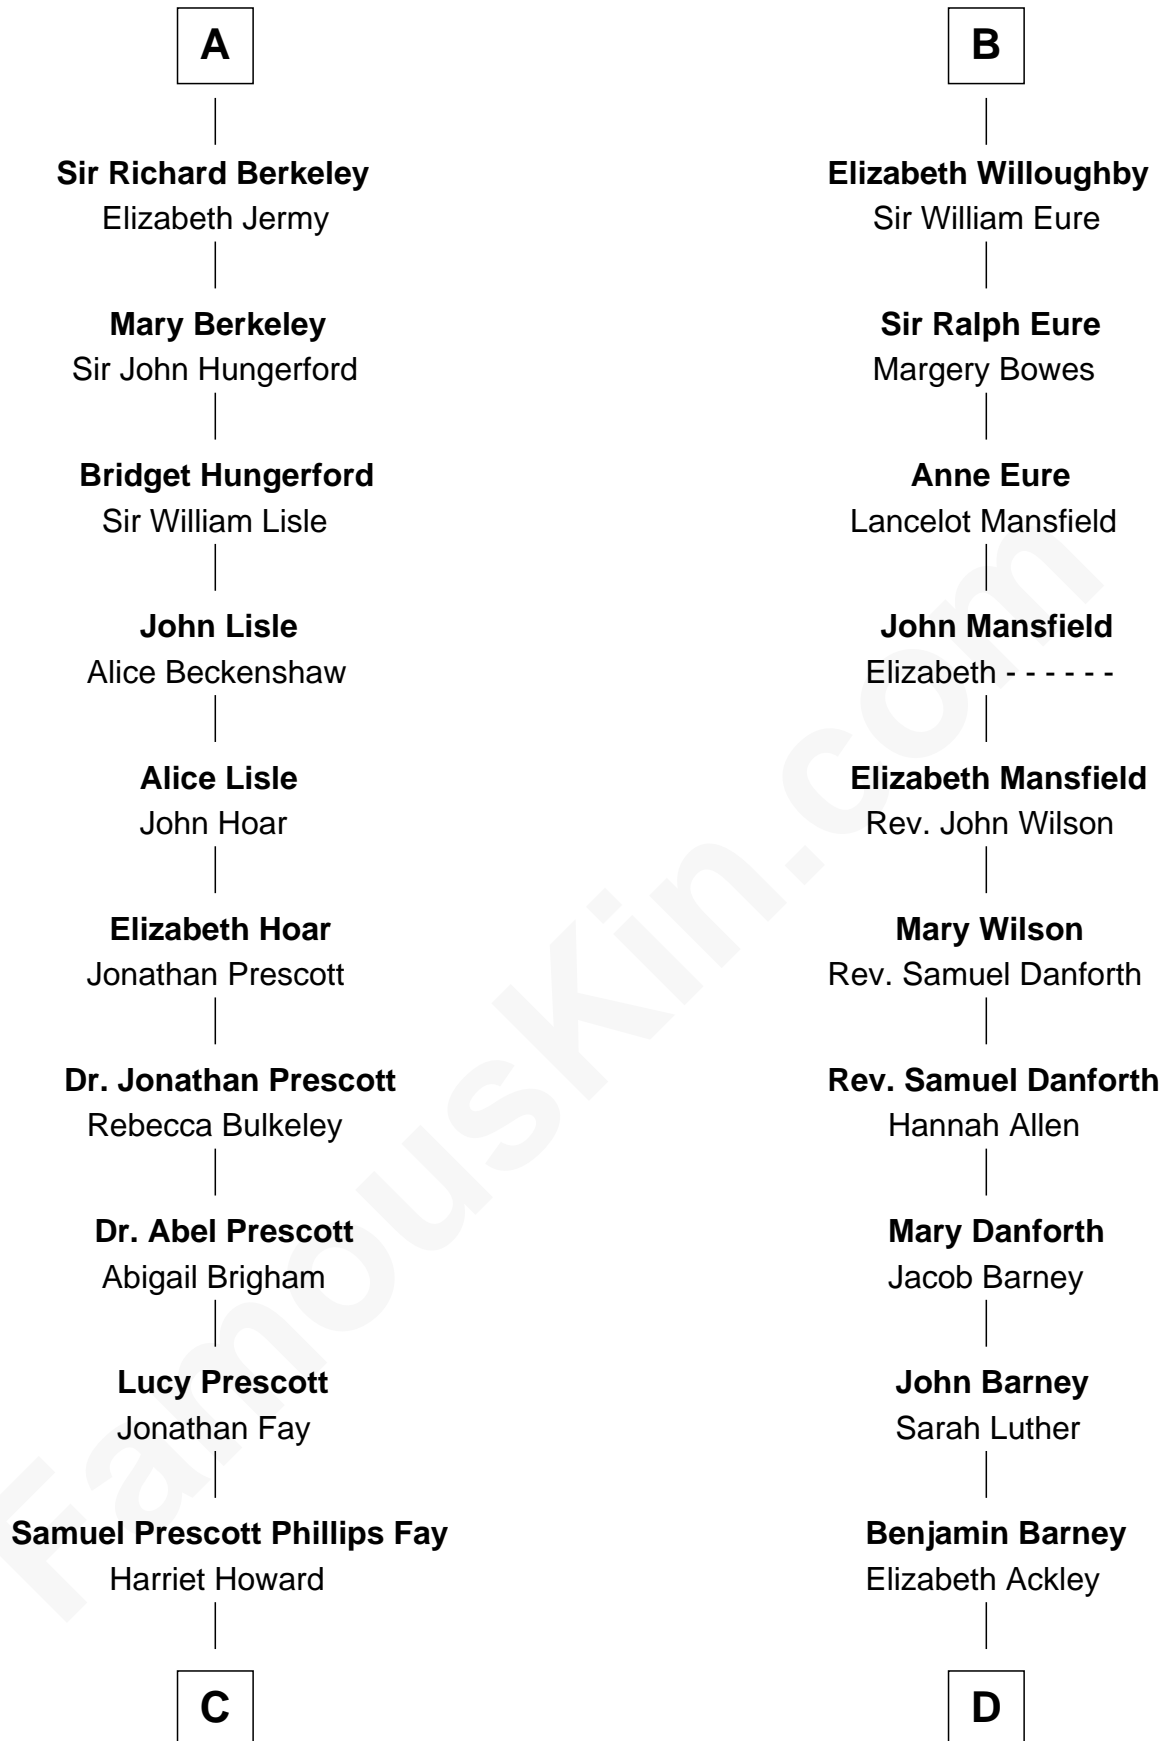 A
Sir Richard Berkeley
Elizabeth Jermy
Mary Berkeley
Sir John Hungerford
Bridget Hungerford
Sir William Lisle
John Lisle
Alice Beckenshaw
Alice Lisle
John Hoar
Elizabeth Hoar
Jonathan Prescott
Dr. Jonathan Prescott
Rebecca Bulkeley
Dr. Abel Prescott
Abigail Brigham
Lucy Prescott
Jonathan Fay
Samuel Prescott Phillips Fay
Harriet Howard
C
B
Elizabeth Willoughby
Sir William Eure
Sir Ralph Eure
Margery Bowes
Anne Eure
Lancelot Mansfield
John Mansfield
Elizabeth - - - - - -
Elizabeth Mansfield
Rev. John Wilson
Mary Wilson
Rev. Samuel Danforth
Rev. Samuel Danforth
Hannah Allen
Mary Danforth
Jacob Barney
John Barney
Sarah Luther
Benjamin Barney
Elizabeth Ackley
D
FamousKin.com